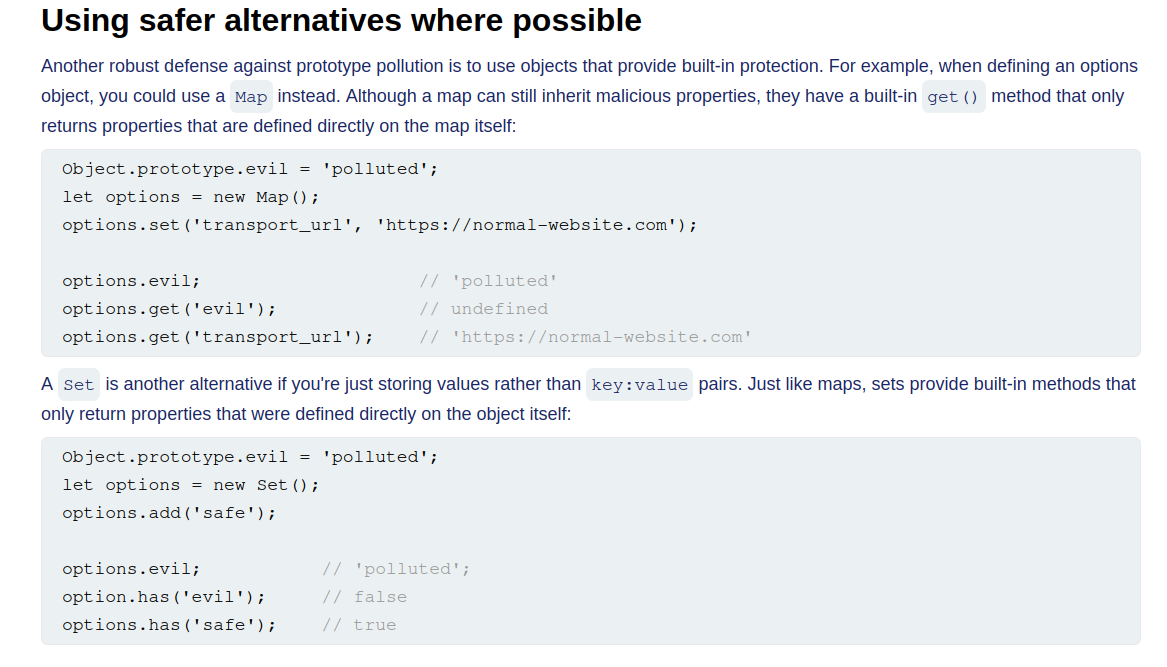 Using safer alternatives where possible
Another robust defense against prototype pollution is to use objects that provide built-in protection. For example, when defining an options
object, you could use a Map instead. Although a map can still inherit malicious properties, they have a built-in get() method that only
returns properties that are defined directly on the map itself:
Object.prototype.evil = 'polluted';
let options = new Map();
options.set('transport_url', 'https://normal-website.com');
options.evil; // 'polluted'
options.get('evil'); // undefined
options.get('transport_url'); // 'https://normal-website.com'
A Set is another alternative if you're just storing values rather than key:value pairs. Just like maps, sets provide built-in methods that
only return properties that were defined directly on the object itself:
Object.prototype.evil = 'polluted';
let options = new Set();
options.add('safe');
options.evil; // 'polluted';
option.has('evil'); // false
options.has('safe'); // true